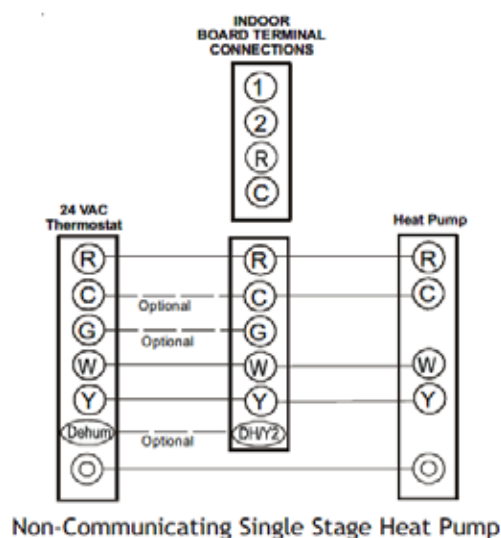 INDOOR
BOARD TERMINAL
CONNECTIONS
1
2
R
C
24 VAC
Thermostat
Heat Pump
R R R
C Optional C C
G Optional G
W W W
Y Y Y
Dehum Optional DH/Y2
O O
Non-Communicating Single Stage Heat Pump